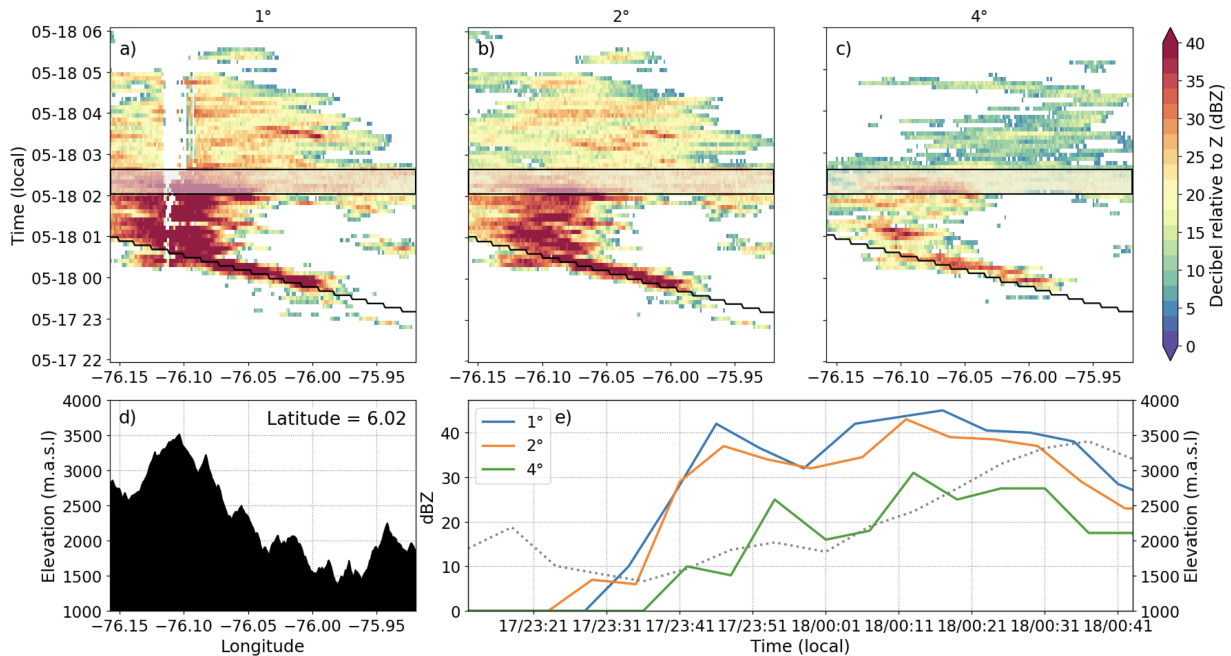 1°
2°
4°
a)
b)
c)
05-18 06
05-18 05
05-18 04
05-18 03
05-18 02
05-18 01
05-18 00
05-17 23
05-17 22
Time (local)
−76.15 −76.10 −76.05 −76.00 −75.95
−76.15 −76.10 −76.05 −76.00 −75.95
−76.15 −76.10 −76.05 −76.00 −75.95
40
35
30
25
20
15
10
5
0
Decibel relative to Z (dBZ)
d)
Latitude = 6.02
4000
3500
3000
2500
2000
1500
1000
Elevation (m.a.s.l)
−76.15 −76.10 −76.05 −76.00 −75.95
Longitude
e)
1°
2°
4°
40
30
20
10
0
dBZ
4000
3500
3000
2500
2000
1500
1000
Elevation (m.a.s.l)
17/23:21 17/23:31 17/23:41 17/23:51 18/00:01 18/00:11 18/00:21 18/00:31 18/00:41
Time (local)